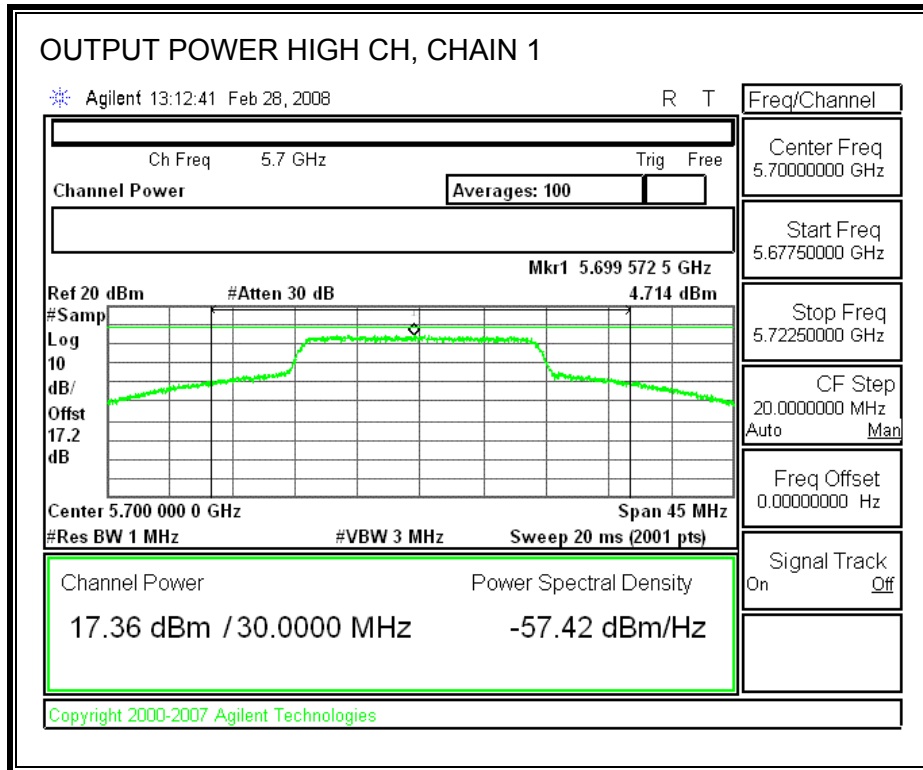 OUTPUT POWER HIGH CH, CHAIN 1
Agilent 13:12:41 Feb 28, 2008 R T
Freq/Channel
Ch Freq 5.7 GHz Trig Free
Channel Power Averages: 100
Mkr1 5.699 572 5 GHz
Ref 20 dBm #Atten 30 dB 4.714 dBm
#Samp
Log
10
dB/
Offst
17.2
dB
1
Center 5.700 000 0 GHz Span 45 MHz
#Res BW 1 MHz #VBW 3 MHz Sweep 20 ms (2001 pts)
Channel Power Power Spectral Density
17.36 dBm / 30.0000 MHz -57.42 dBm/Hz
Center Freq
5.70000000 GHz
Start Freq
5.67750000 GHz
Stop Freq
5.72250000 GHz
CF Step
20.0000000 MHz
Auto Man
Freq Offset
0.00000000 Hz
Signal Track
On Off
Copyright 2000-2007 Agilent Technologies